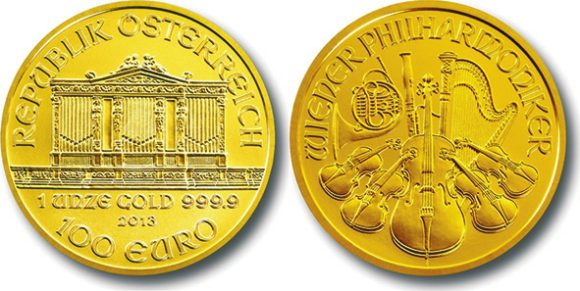 REPUBLIK ÖSTERREICH
1 UNZE GOLD 999.9
2013
100 EURO
WIENER PHILHARMONIKER